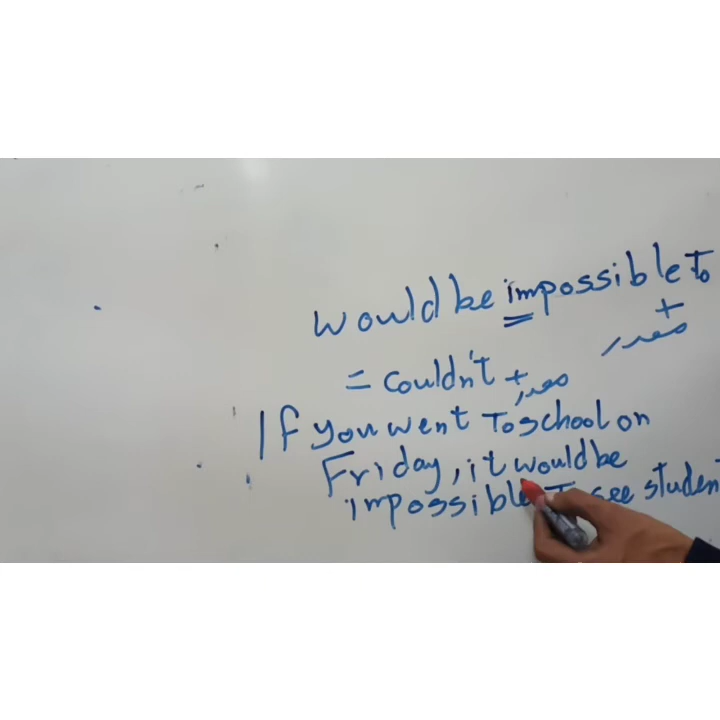 would be impossible to
+
مصدر
= couldn't + مصدر
If you went to school on
Friday, it would be
impossible to see student